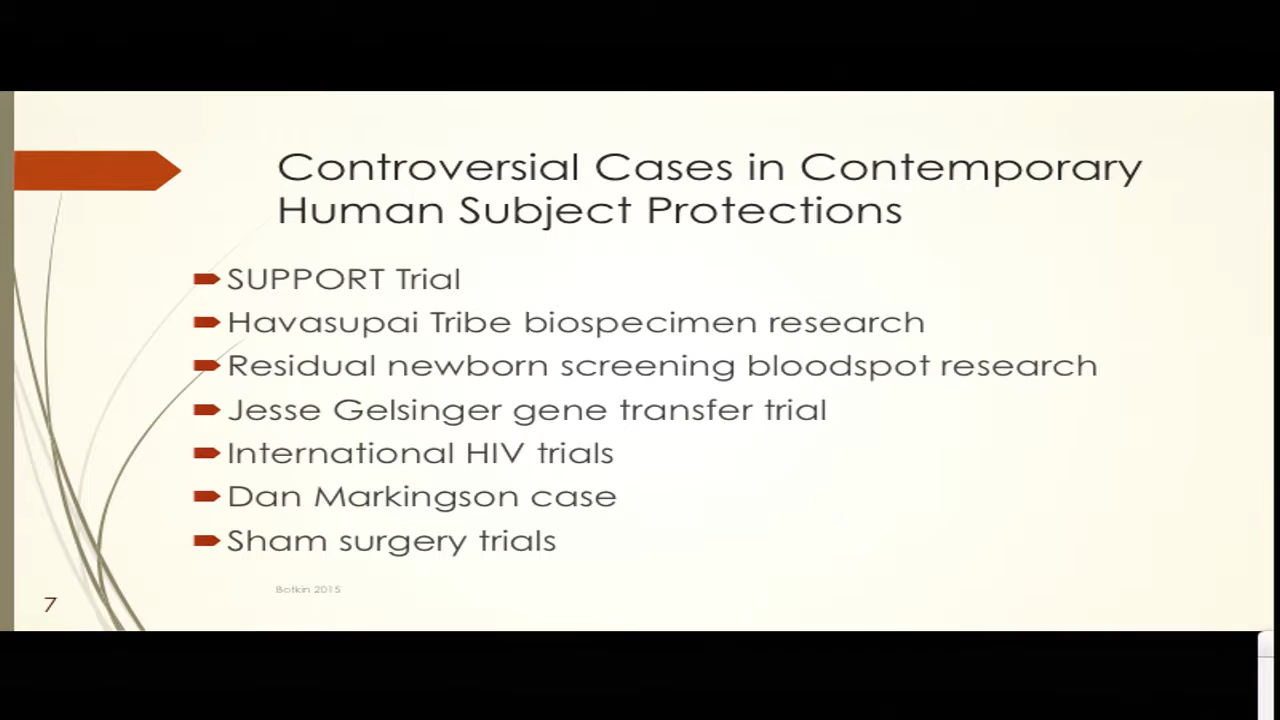 Controversial Cases in Contemporary
Human Subject Protections
SUPPORT Trial
Havasupai Tribe biospecimen research
Residual newborn screening bloodspot research
Jesse Gelsinger gene transfer trial
International HIV trials
Dan Markingson case
Sham surgery trials
Botkin 2015
7